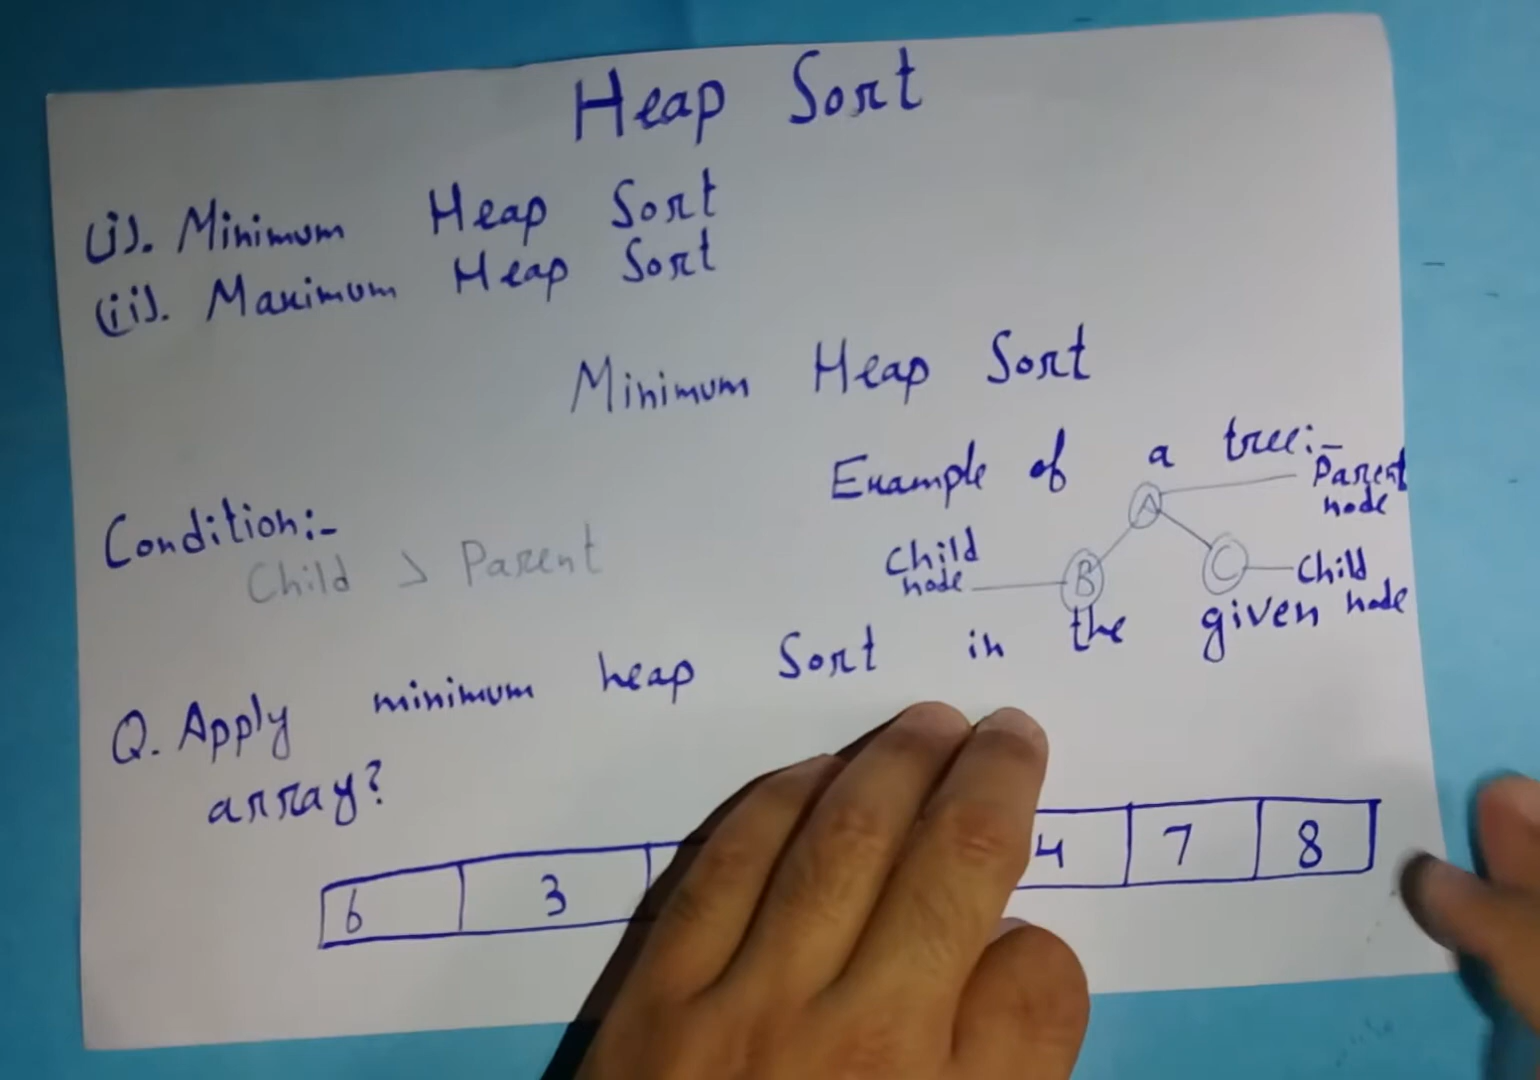 Heap Sort
(i). Minimum Heap Sort
(ii). Maximum Heap Sort
Minimum Heap Sort
Example of a tree:-
Parent node
A
Condition:-
Child > Parent
Child node
B
C
Child node
Q. Apply minimum heap Sort in the given
array?
6 3 4 7 8